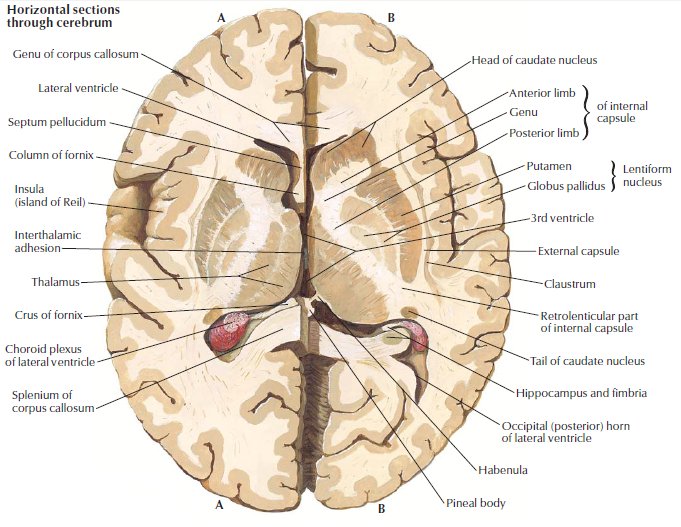 Horizontal sections
through cerebrum
A
B
Genu of corpus callosum
Lateral ventricle
Septum pellucidum
Column of fornix
Insula
(island of Reil)
Interthalamic
adhesion
Thalamus
Crus of fornix
Choroid plexus
of lateral ventricle
Splenium of
corpus callosum
Head of caudate nucleus
Anterior limb
Genu
Posterior limb
of internal
capsule
Putamen
Globus pallidus
Lentiform
nucleus
3rd ventricle
External capsule
Claustrum
Retrolenticular part
of internal capsule
Tail of caudate nucleus
Hippocampus and fimbria
Occipital (posterior) horn
of lateral ventricle
Habenula
Pineal body
A
B